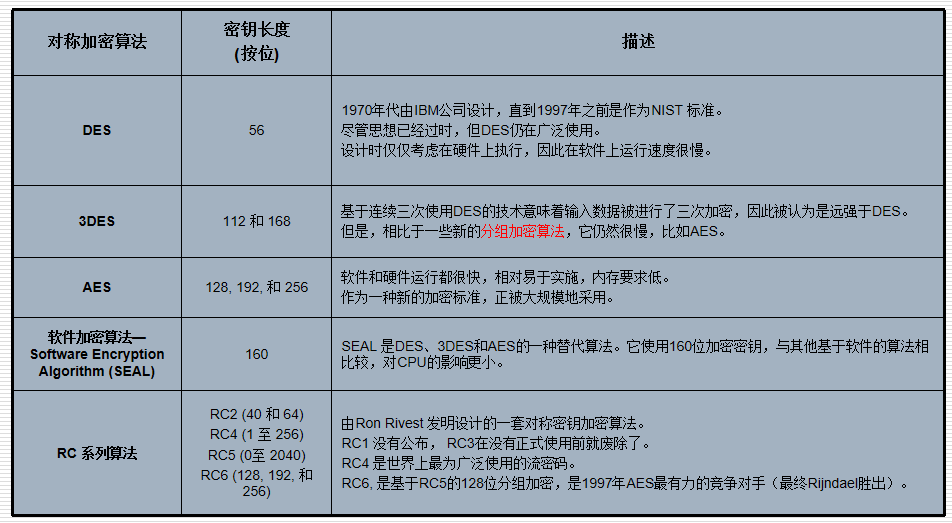 对称加密算法
密钥长度
(按位)
描述
DES
56
1970年代由IBM公司设计，直到1997年之前是作为NIST 标准。
尽管思想已经过时，但DES仍在广泛使用。
设计时仅仅考虑在硬件上执行，因此在软件上运行速度很慢。
3DES
112 和 168
基于连续三次使用DES的技术意味着输入数据被进行了三次加密，因此被认为是远强于DES。
但是，相比于一些新的分组加密算法，它仍然很慢，比如AES。
AES
128, 192, 和 256
软件和硬件运行都很快，相对易于实施，内存要求低。
作为一种新的加密标准，正被大规模地采用。
软件加密算法—
Software Encryption
Algorithm (SEAL)
160
SEAL 是DES、3DES和AES的一种替代算法。它使用160位加密密钥，与其他基于软件的算法相
比较，对CPU的影响更小。
RC 系列算法
RC2 (40 和 64)
RC4 (1 至 256)
RC5 (0至 2040)
RC6 (128, 192, 和
256)
由Ron Rivest 发明设计的一套对称密钥加密算法。
RC1 没有公布， RC3在没有正式使用前就废除了。
RC4 是世界上最为广泛使用的流密码。
RC6, 是基于RC5的128位分组加密，是1997年AES最有力的竞争对手（最终Rijndael胜出）。